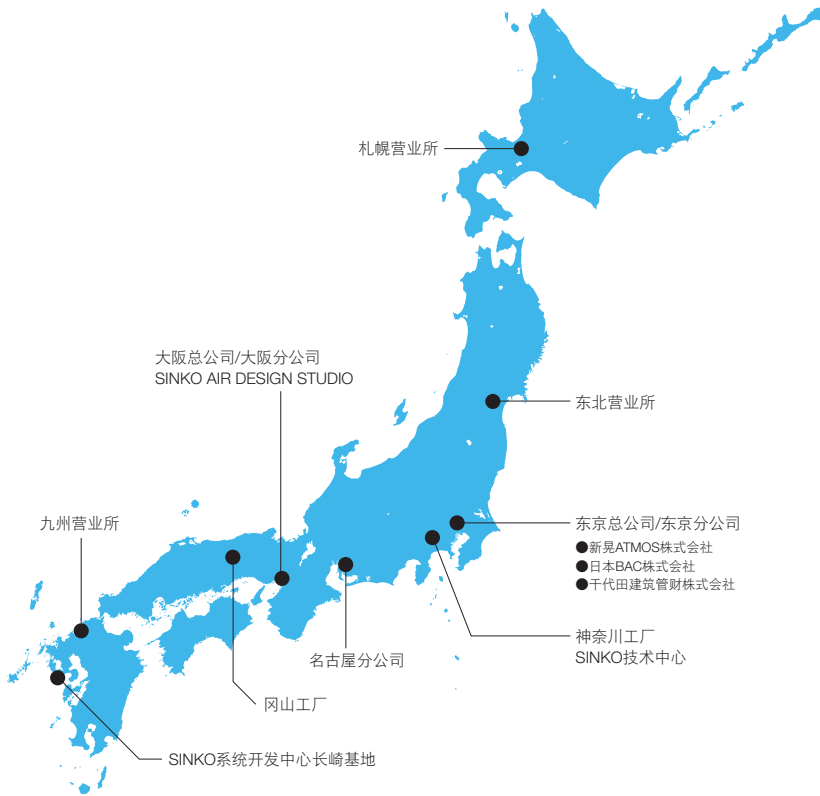 札幌营业所
大阪总公司/大阪分公司
SINKO AIR DESIGN STUDIO
东北营业所
九州营业所
东京总公司/东京分公司
●新晃ATMOS株式会社
●日本BAC株式会社
●千代田建筑管财株式会社
神奈川工厂
SINKO技术中心
名古屋分公司
冈山工厂
SINKO系统开发中心长崎基地